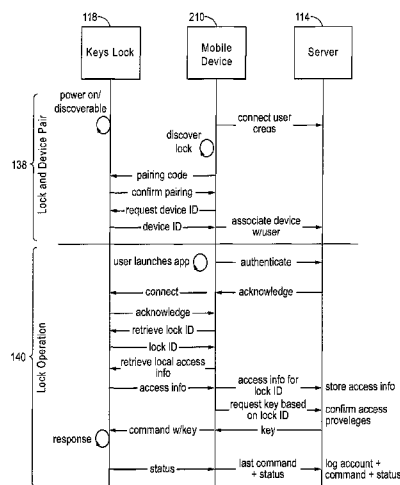 118
210
114
Keys Lock
Mobile
Device
Server
power on/
discoverable
connect user
creds
discover
lock
138
Lock and Device Pair
pairing code
confirm pairing
request device ID
device ID
associate device
w/user
user launches app
authenticate
connect
acknowledge
acknowledge
retrieve lock ID
140
Lock Operation
lock ID
retrieve local access
info
access info
access info for
lock ID
store access info
request key based
on lock ID
confirm access
proveleges
response
command w/key
key
status
last command
+ status
log account +
command + status